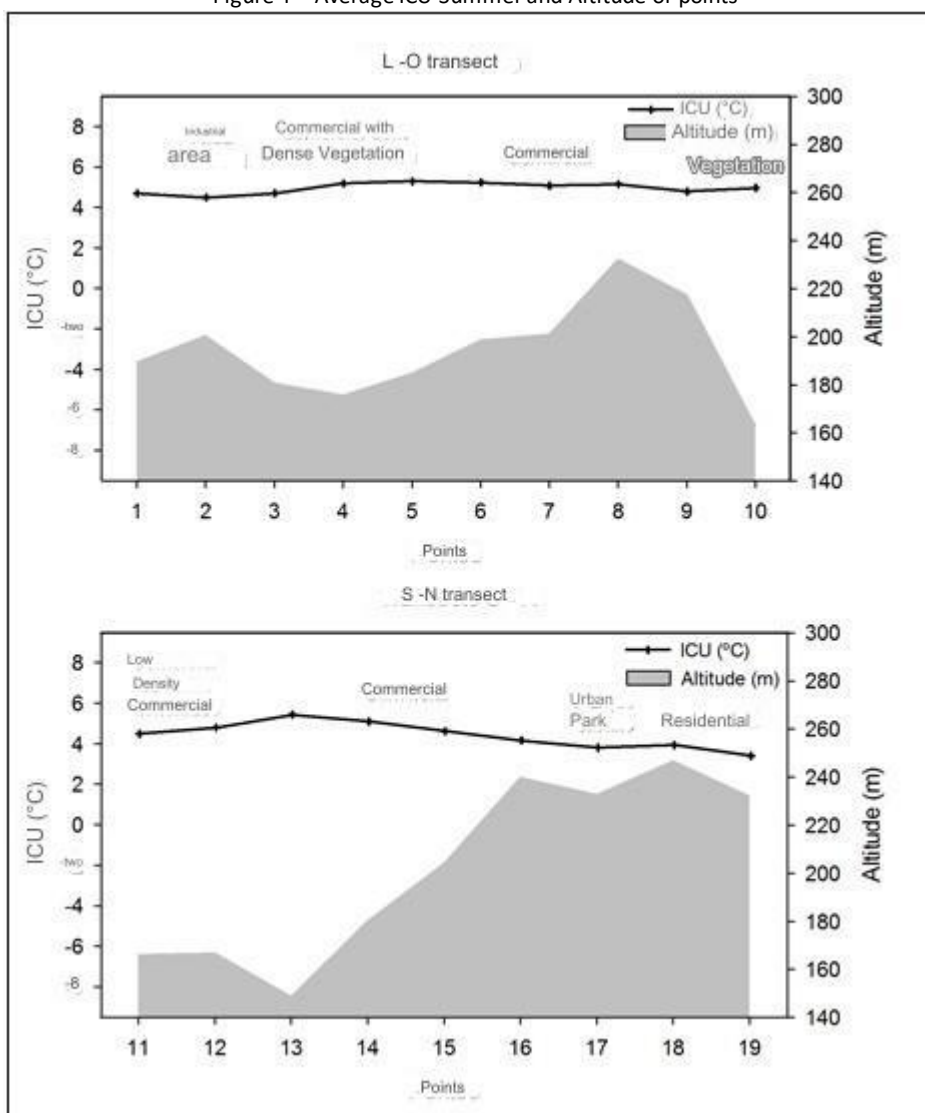 Figure 4 – Average ICU Summer and Altitude of points
L -O transect
ICU (°C)
Altitude (m)
Industrial
area
Commercial with
Dense Vegetation
Commercial
Vegetation
8
6
4
2
0
-two
-4
-6
-8
ICU (°C)
300
280
260
240
220
200
180
160
140
Altitude (m)
1 2 3 4 5 6 7 8 9 10
Points
S -N transect
ICU (ºC)
Altitude (m)
Low
Density
Commercial
Commercial
Urban
Park
Residential
8
6
4
2
0
-two
-4
-6
-8
ICU (°C)
300
280
260
240
220
200
180
160
140
Altitude (m)
11 12 13 14 15 16 17 18 19
Points